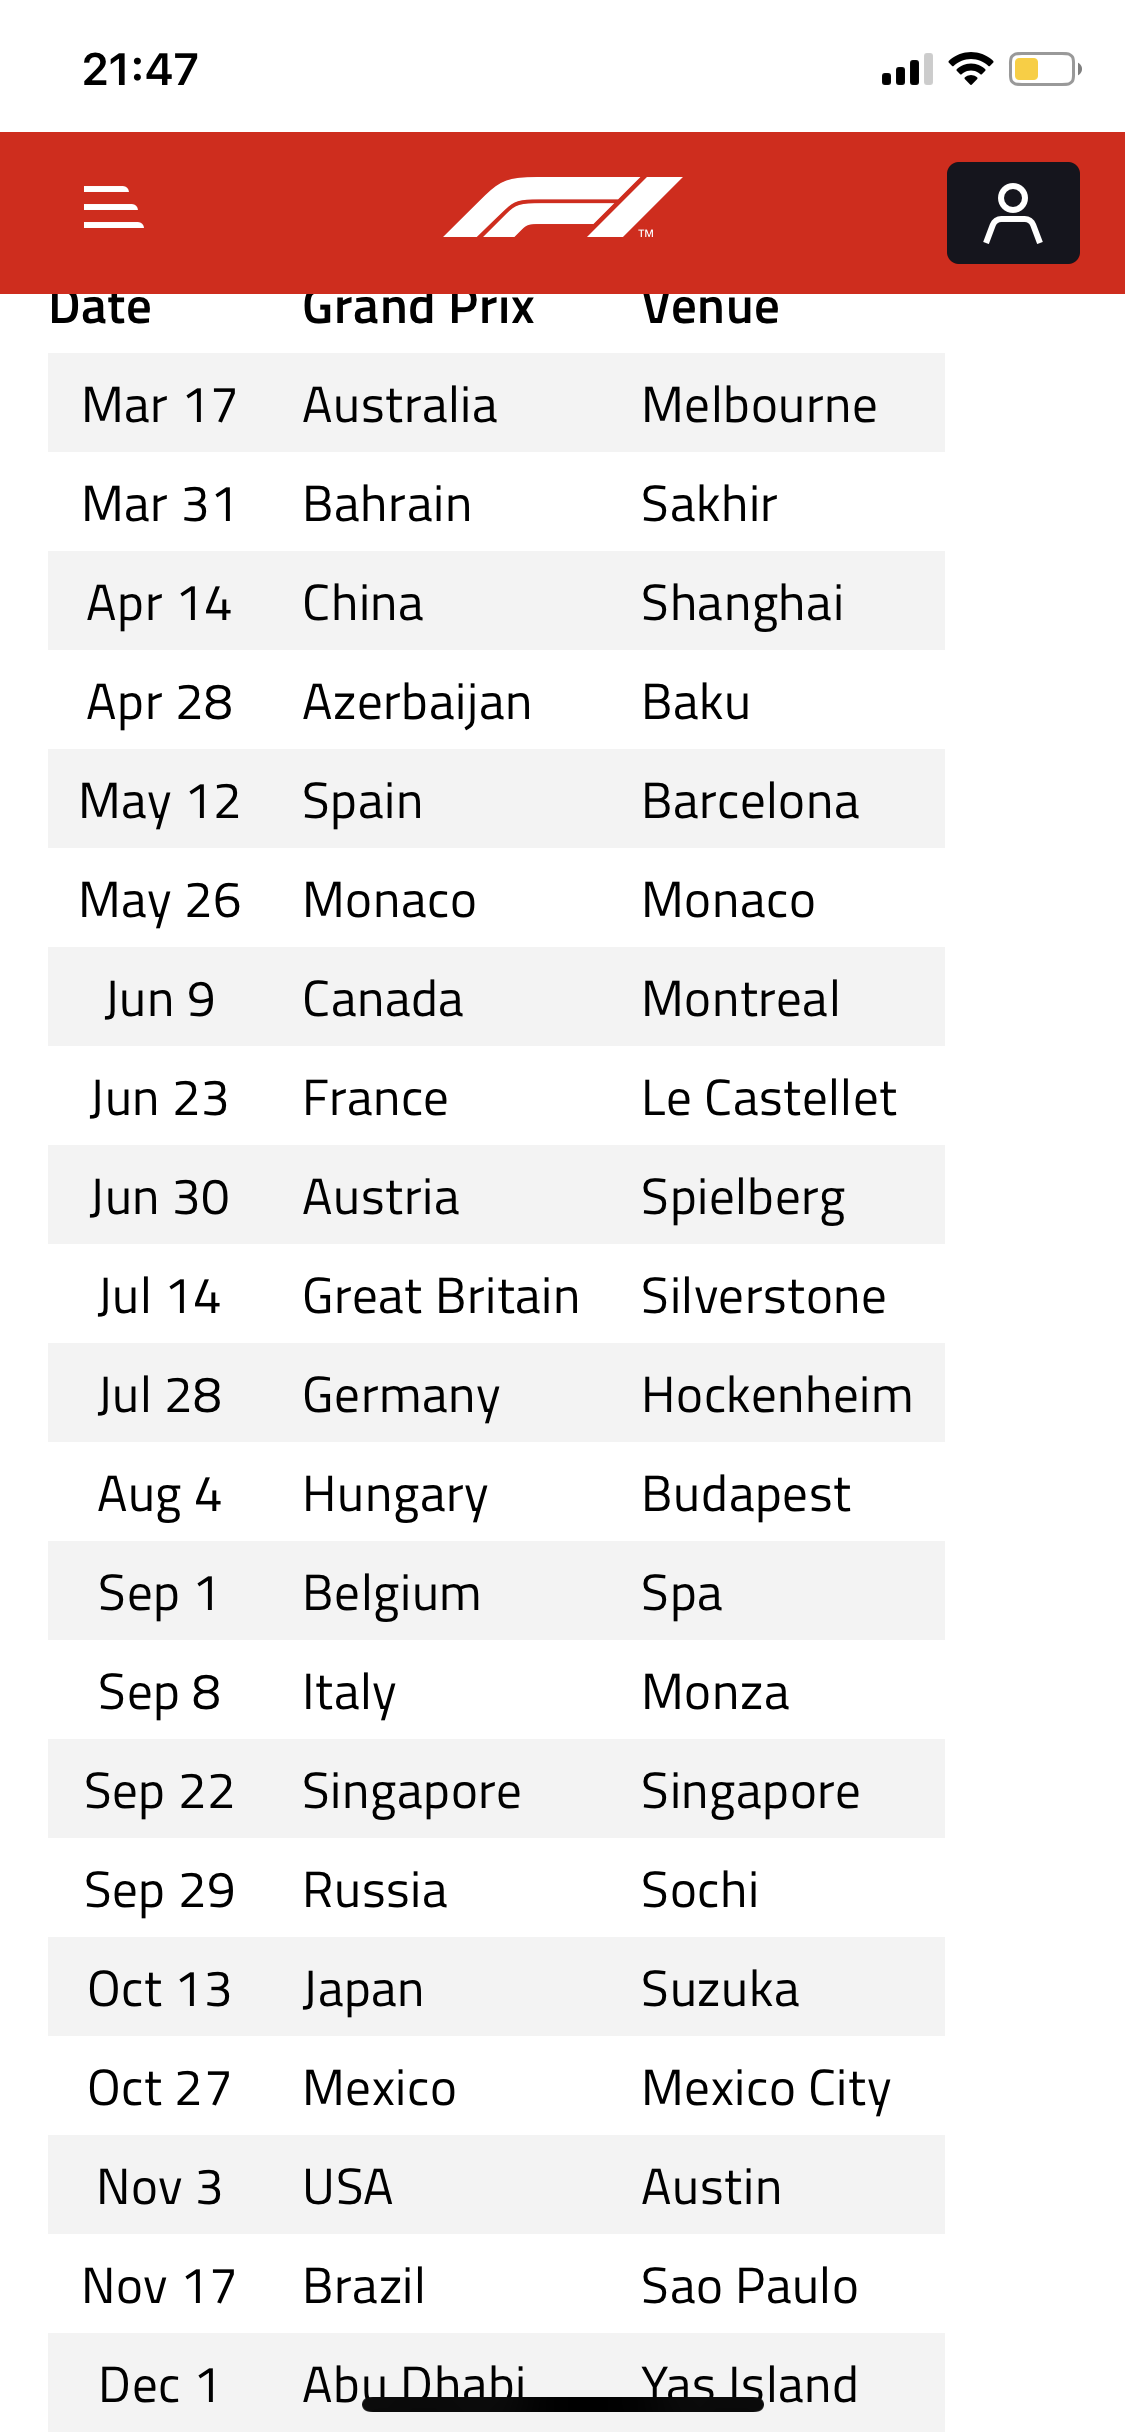 21:47
F1 TM
Date Grand Prix Venue
Mar 17 Australia Melbourne
Mar 31 Bahrain Sakhir
Apr 14 China Shanghai
Apr 28 Azerbaijan Baku
May 12 Spain Barcelona
May 26 Monaco Monaco
Jun 9 Canada Montreal
Jun 23 France Le Castellet
Jun 30 Austria Spielberg
Jul 14 Great Britain Silverstone
Jul 28 Germany Hockenheim
Aug 4 Hungary Budapest
Sep 1 Belgium Spa
Sep 8 Italy Monza
Sep 22 Singapore Singapore
Sep 29 Russia Sochi
Oct 13 Japan Suzuka
Oct 27 Mexico Mexico City
Nov 3 USA Austin
Nov 17 Brazil Sao Paulo
Dec 1 Abu Dhabi Yas Island